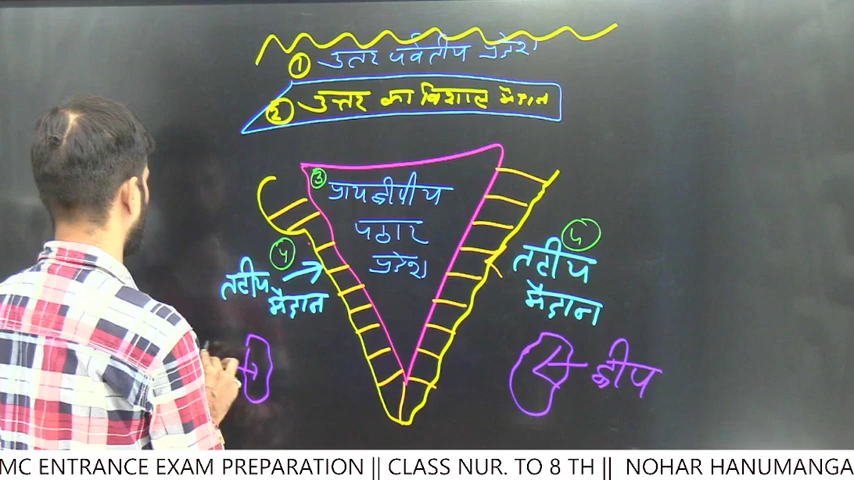 ① उत्तर पर्वतीय प्रदेश
② उत्तर का विशाल मैदान
③ प्रायद्वीपीय
पठार
प्रदेश
④
तटीय
मैदान
④
तटीय
मैदान
द्वीप
MC ENTRANCE EXAM PREPARATION || CLASS NUR. TO 8 TH || NOHAR HANUMANGA